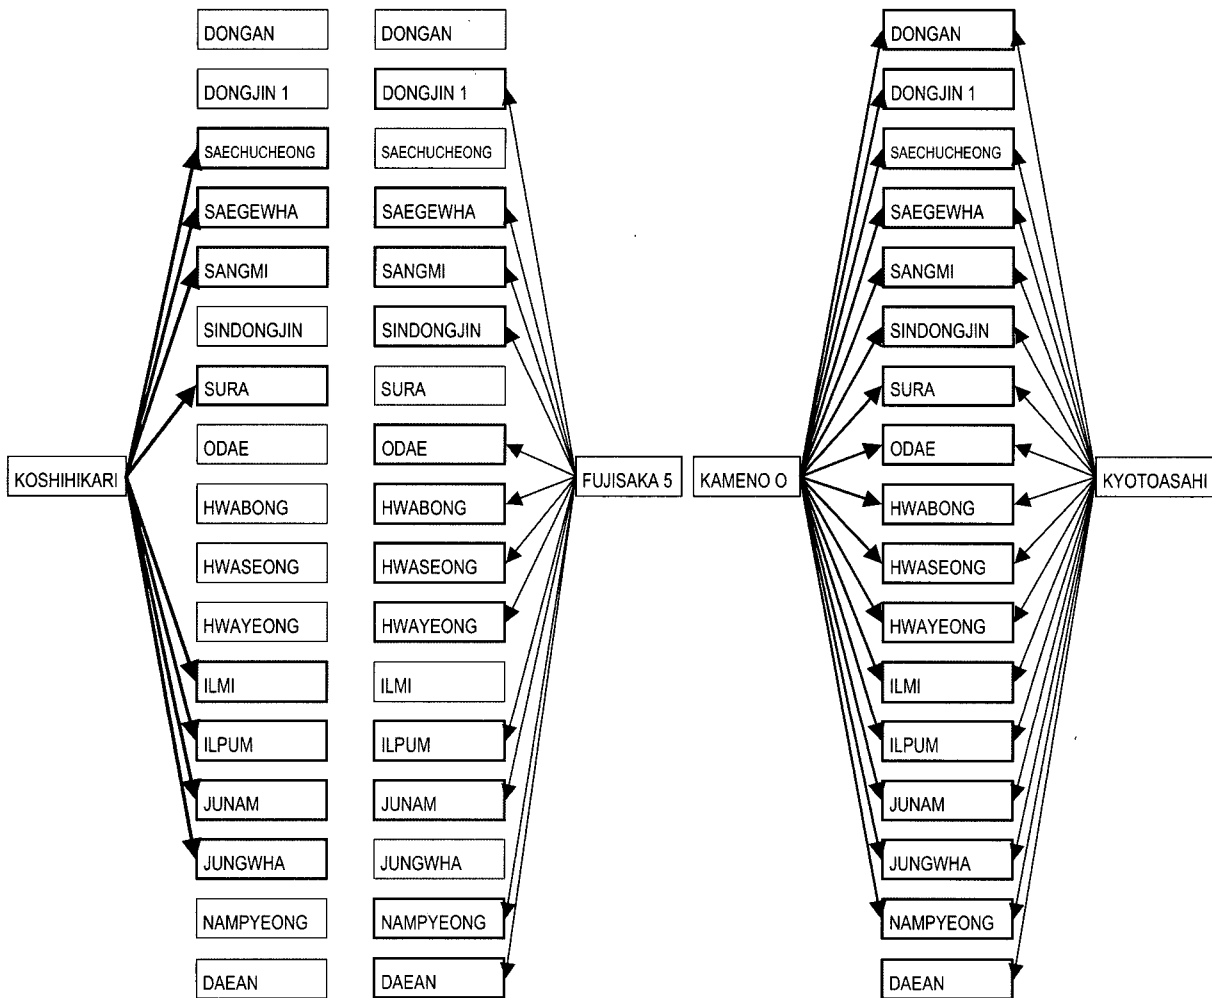 DONGAN
DONGJIN 1
SAECHUCHEONG
SAEGEWHA
SANGMI
SINDONGJIN
SURA
ODAE
KOSHIHIKARI
HWABONG
HWASEONG
HWAYEONG
ILMI
ILPUM
JUNAM
JUNGWHA
NAMPYEONG
DAEAN
DONGAN
DONGJIN 1
SAECHUCHEONG
SAEGEWHA
SANGMI
SINDONGJIN
SURA
ODAE
FUJISAKA 5
HWABONG
HWASEONG
HWAYEONG
ILMI
ILPUM
JUNAM
JUNGWHA
NAMPYEONG
DAEAN
DONGAN
DONGJIN 1
SAECHUCHEONG
SAEGEWHA
SANGMI
SINDONGJIN
SURA
ODAE
KAMENO O
KYOTOASAHI
HWABONG
HWASEONG
HWAYEONG
ILMI
ILPUM
JUNAM
JUNGWHA
NAMPYEONG
DAEAN